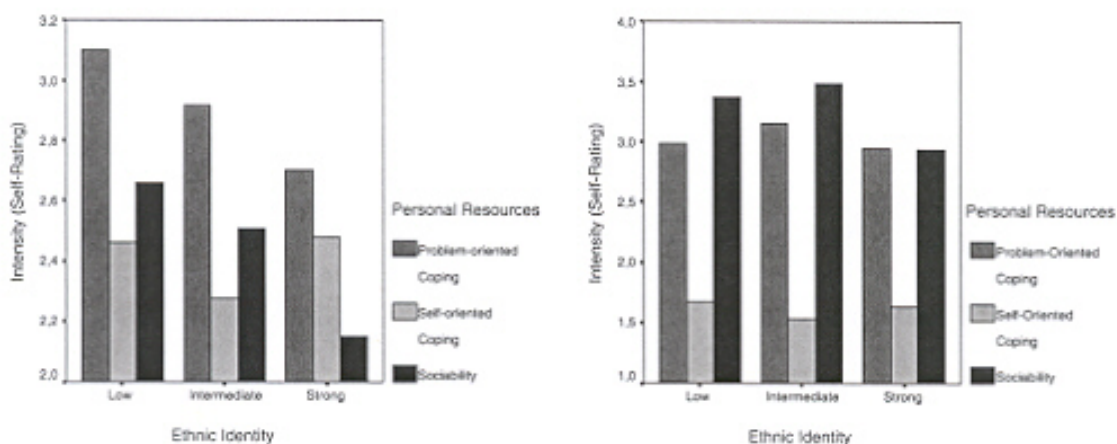 3.2
3.0
2.8
2.6
2.4
2.2
2.0
Intensity (Self-Rating)
Low Intermediate Strong
Ethnic Identity
Personal Resources
Problem-oriented
Coping
Self-oriented
Coping
Sociability
4.0
3.5
3.0
2.5
2.0
1.5
1.0
Intensity (Self-Rating)
Low Intermediate Strong
Ethnic Identity
Personal Resources
Problem-Oriented
Coping
Self-Oriented
Coping
Sociability